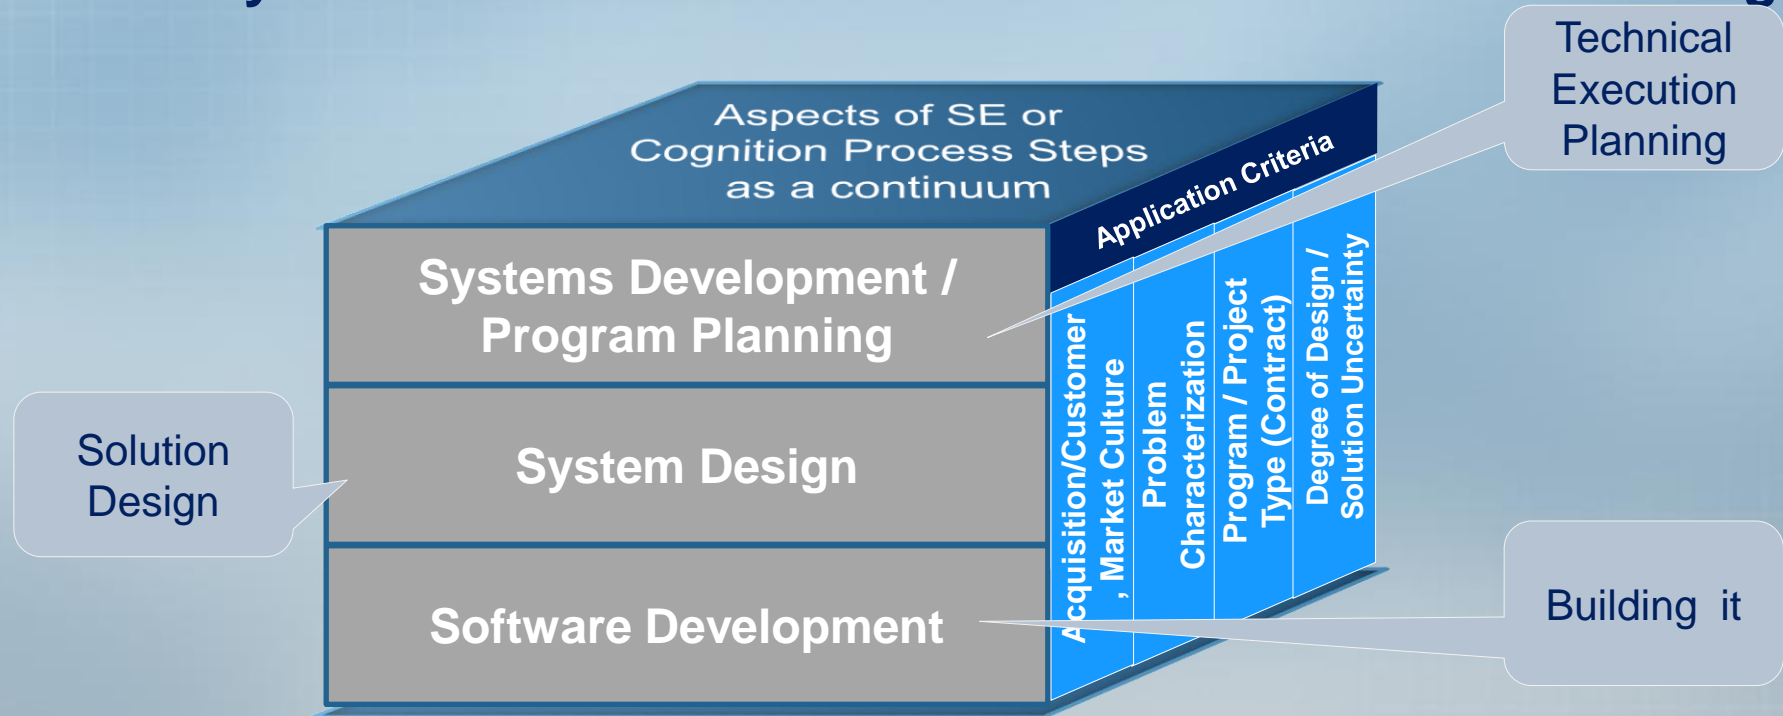 Technical
Execution
Planning
Aspects of SE or
Cognition Process Steps
as a continuum
Application Criteria
Systems Development /
Program Planning
System Design
Software Development
Acquisition/Customer
, Market Culture
Problem
Characterization
Program / Project
Type (Contract)
Degree of Design /
Solution Uncertainty
Solution
Design
Building it